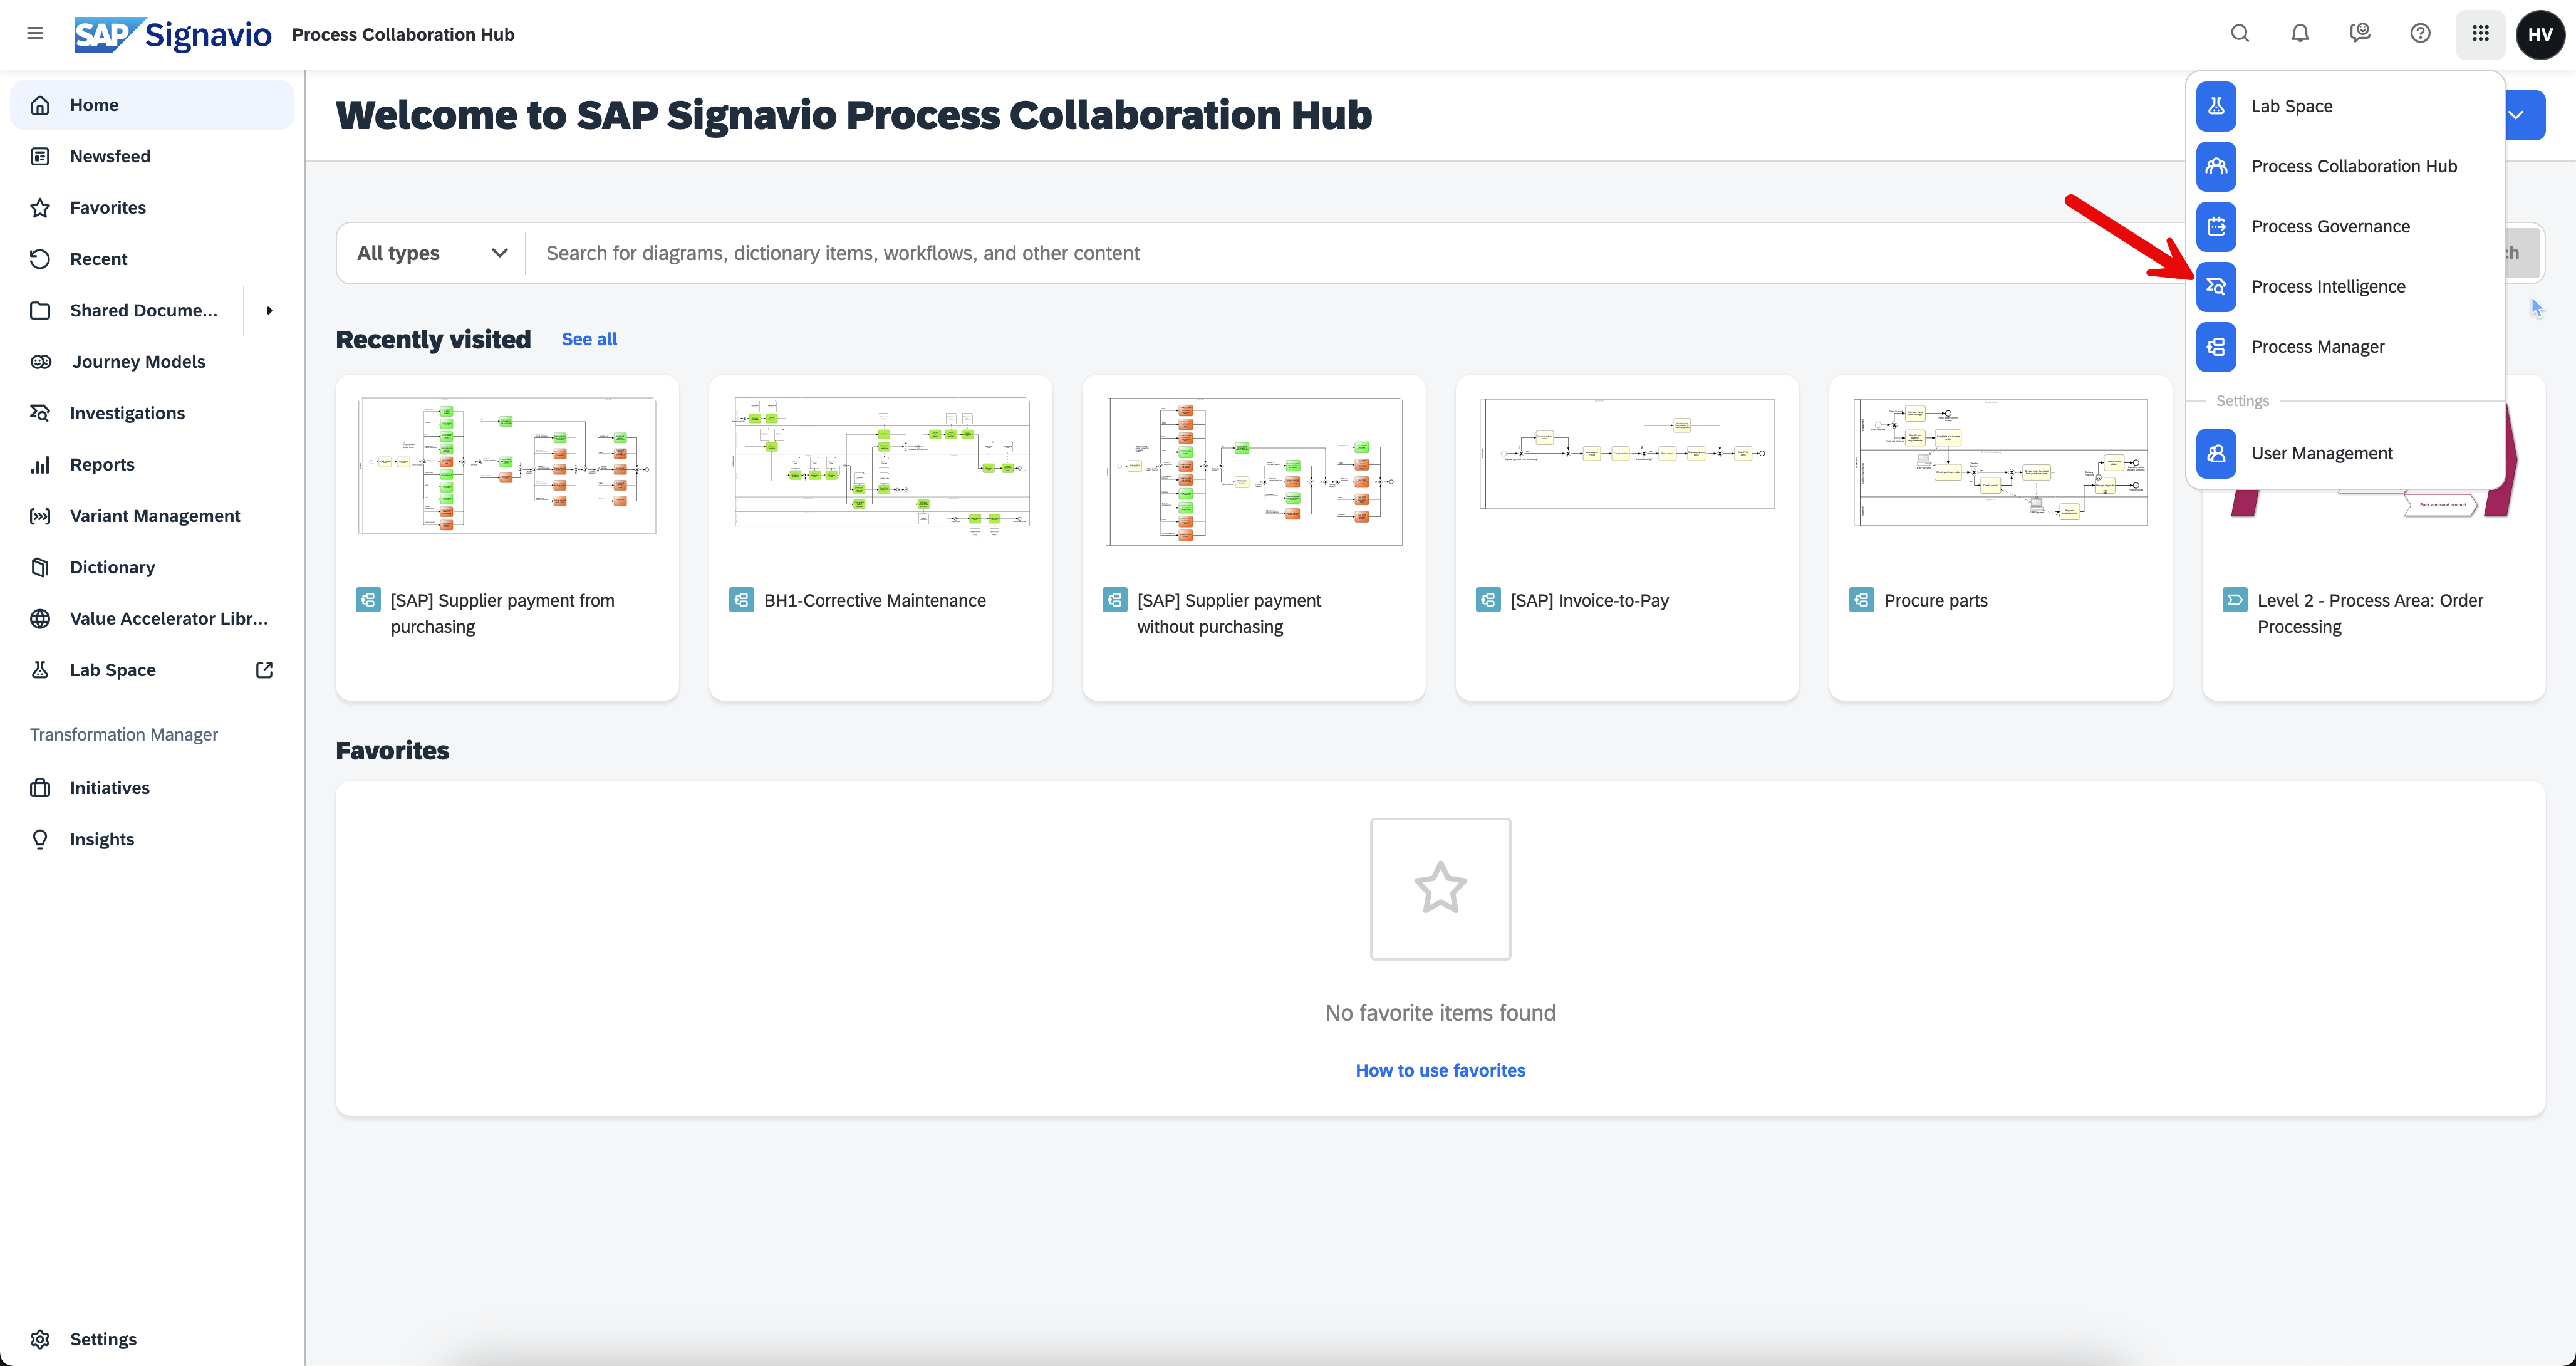 SAP Signavio Process Collaboration Hub
HV
Home
Newsfeed
Favorites
Recent
Shared Docume...
Journey Models
Investigations
Reports
Variant Management
Dictionary
Value Accelerator Libr...
Lab Space
Transformation Manager
Initiatives
Insights
Settings
Welcome to SAP Signavio Process Collaboration Hub
All types
Search for diagrams, dictionary items, workflows, and other content
ch
Lab Space
Process Collaboration Hub
Process Governance
Process Intelligence
Process Manager
Settings
User Management
Recently visited
See all
Pack and send product
[SAP] Supplier payment from
purchasing
BH1-Corrective Maintenance
[SAP] Supplier payment
without purchasing
[SAP] Invoice-to-Pay
Procure parts
Level 2 - Process Area: Order
Processing
Favorites
No favorite items found
How to use favorites